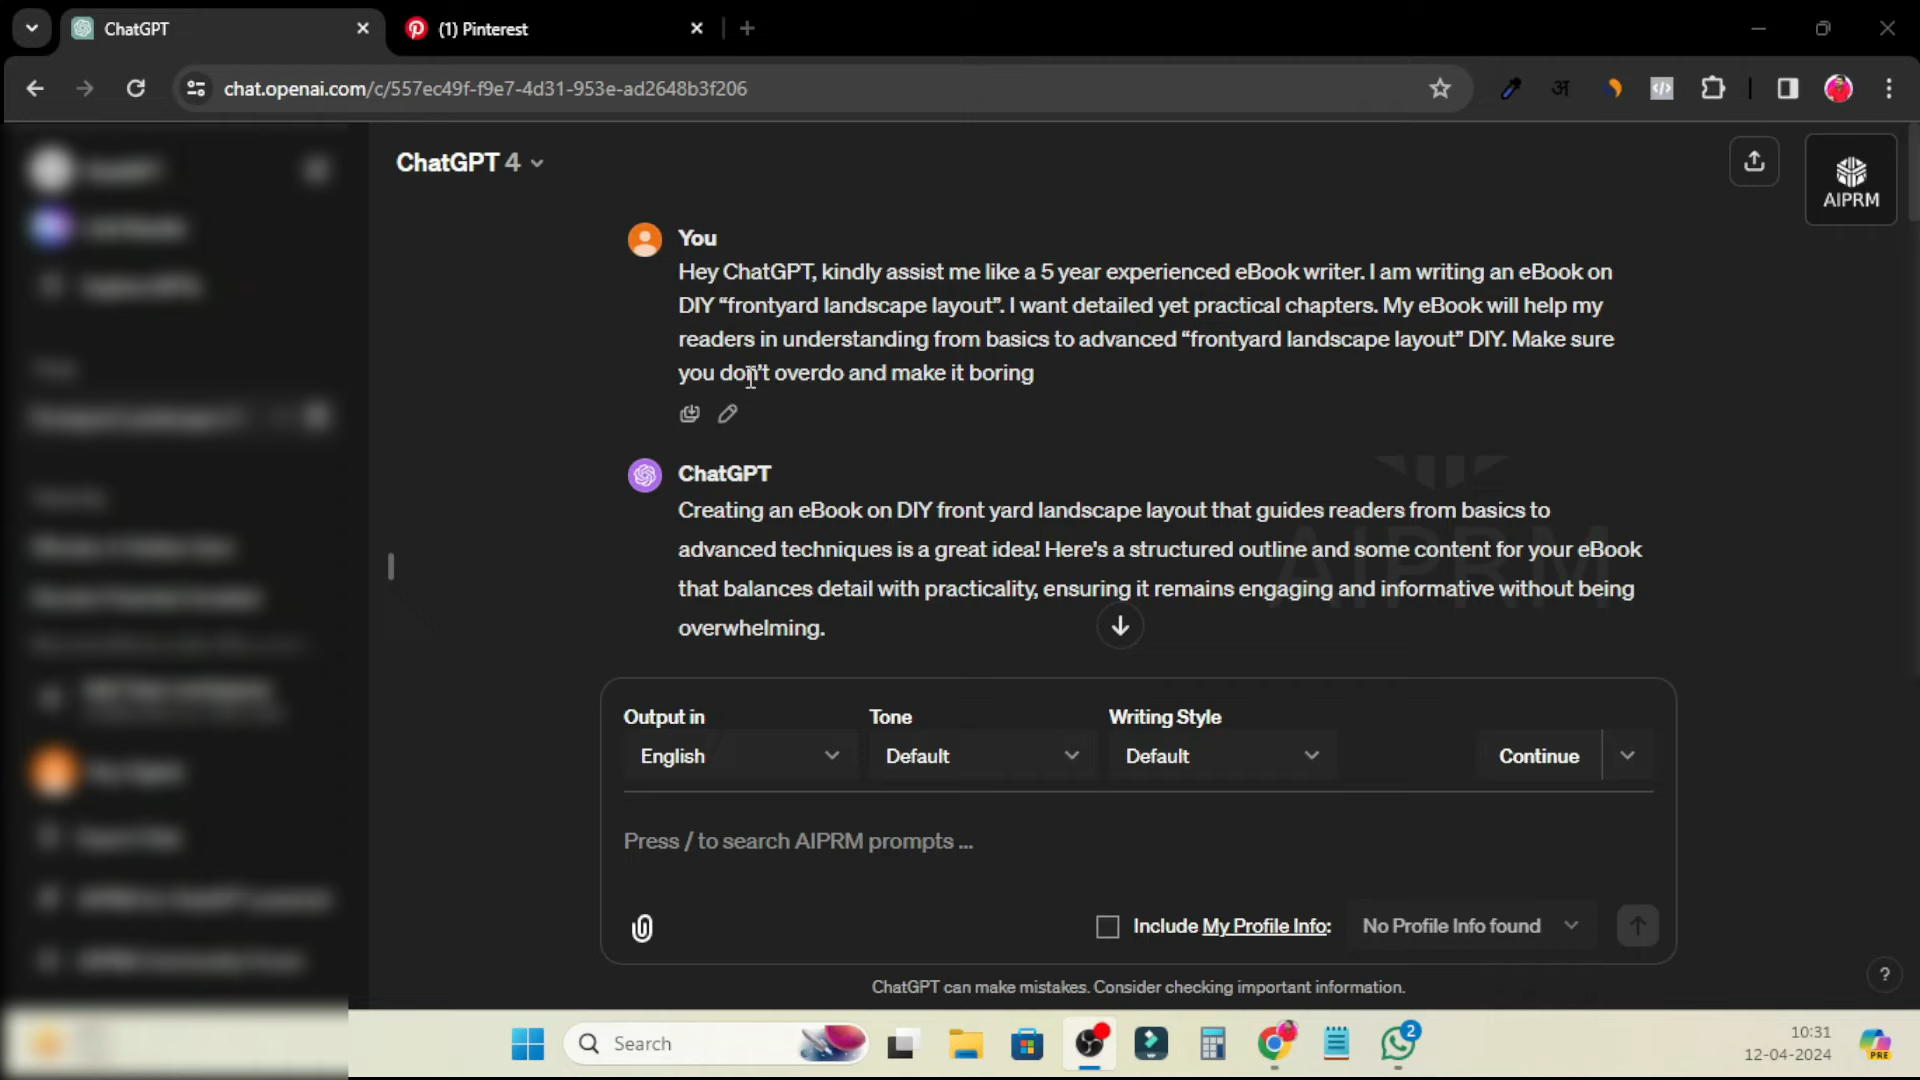 ChatGPT
(1) Pinterest
chat.openai.com/c/557ec49f-f9e7-4d31-953e-ad2648b3f206
अ
ChatGPT 4
AIPRM
You
Hey ChatGPT, kindly assist me like a 5 year experienced eBook writer. I am writing an eBook on
DIY “frontyard landscape layout”. I want detailed yet practical chapters. My eBook will help my
readers in understanding from basics to advanced “frontyard landscape layout” DIY. Make sure
you don’t overdo and make it boring
ChatGPT
Creating an eBook on DIY front yard landscape layout that guides readers from basics to
advanced techniques is a great idea! Here's a structured outline and some content for your eBook
that balances detail with practicality, ensuring it remains engaging and informative without being
overwhelming.
AIPRM
Output in Tone Writing Style
English Default Default Continue
Press / to search AIPRM prompts ...
Include My Profile Info: No Profile Info found
ChatGPT can make mistakes. Consider checking important information.
?
Search
2
10:31
12-04-2024
PRE